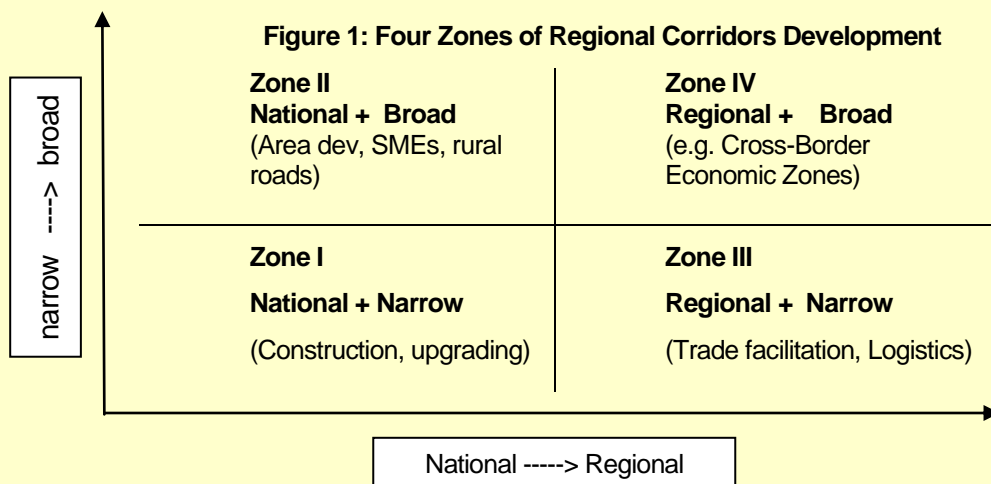 Figure 1: Four Zones of Regional Corridors Development
narrow ----> broad
Zone II
National + Broad
(Area dev, SMEs, rural
roads)
Zone IV
Regional + Broad
(e.g. Cross-Border
Economic Zones)
Zone I
National + Narrow
(Construction, upgrading)
Zone III
Regional + Narrow
(Trade facilitation, Logistics)
National -----> Regional